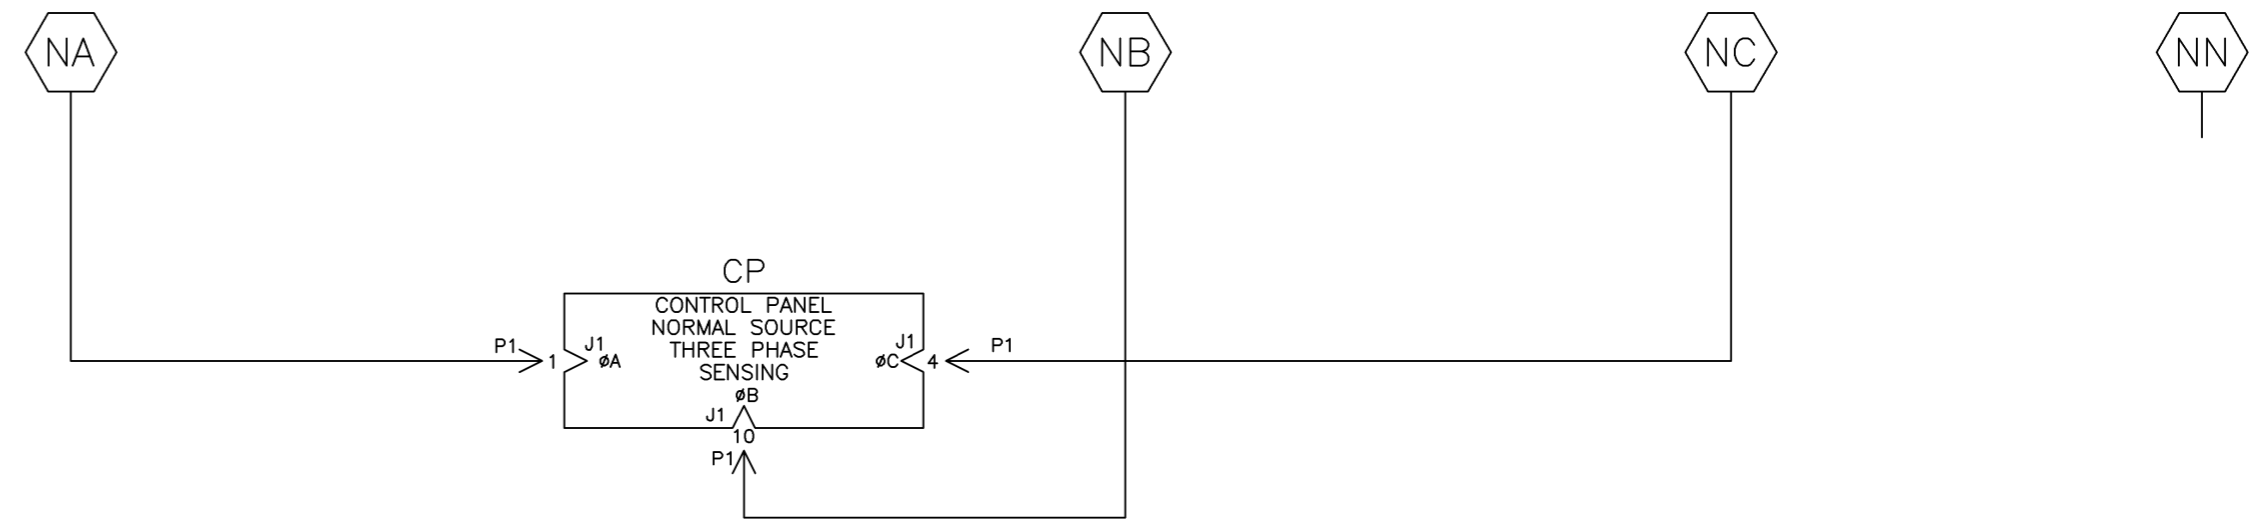 NA
NB
NC
NN
CP
CONTROL PANEL
NORMAL SOURCE
THREE PHASE
SENSING
P1
1
J1
øA
J1
øC
4
P1
øB
J1
10
P1